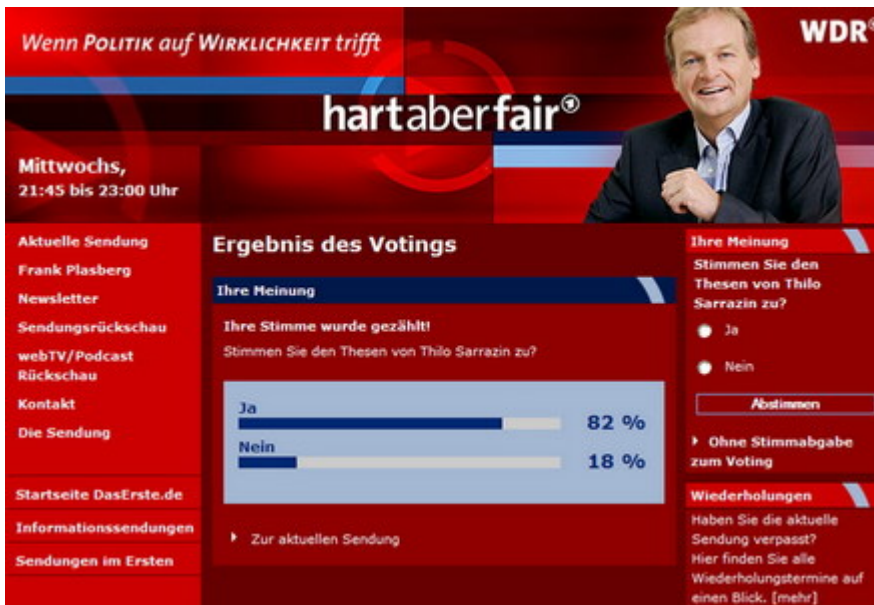 Wenn POLITIK auf WIRKLICHKEIT trifft
WDR®
hartaberfair®
Mittwochs,
21:45 bis 23:00 Uhr
Aktuelle Sendung
Frank Plasberg
Newsletter
Sendungsrückschau
webTV/Podcast
Rückschau
Kontakt
Die Sendung
Startseite DasErste.de
Informationssendungen
Sendungen im Ersten
Ergebnis des Votings
Ihre Meinung
Ihre Stimme wurde gezählt!
Stimmen Sie den Thesen von Thilo Sarrazin zu?
Ja
82 %
Nein
18 %
Zur aktuellen Sendung
Ihre Meinung
Stimmen Sie den
Thesen von Thilo
Sarrazin zu?
Ja
Nein
Abstimmen
Ohne Stimmabgabe
zum Voting
Wiederholungen
Haben Sie die aktuelle
Sendung verpasst?
Hier finden Sie alle
Wiederholungstermine auf
einen Blick. [mehr]